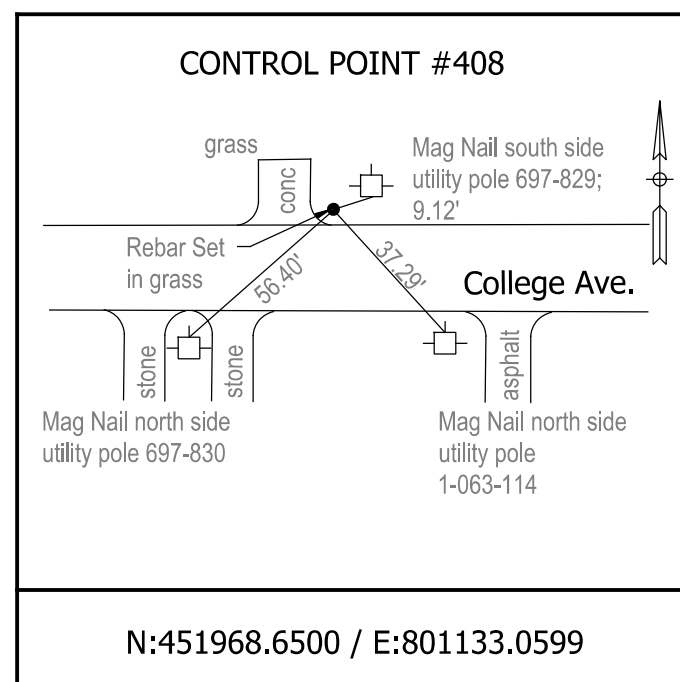 CONTROL POINT #408
grass
conc
Mag Nail south side
utility pole 697-829;
9.12'
Rebar Set
in grass
56.40'
37.29'
College Ave.
stone
stone
asphalt
Mag Nail north side
utility pole 697-830
Mag Nail north side
utility pole
1-063-114
N:451968.6500 / E:801133.0599